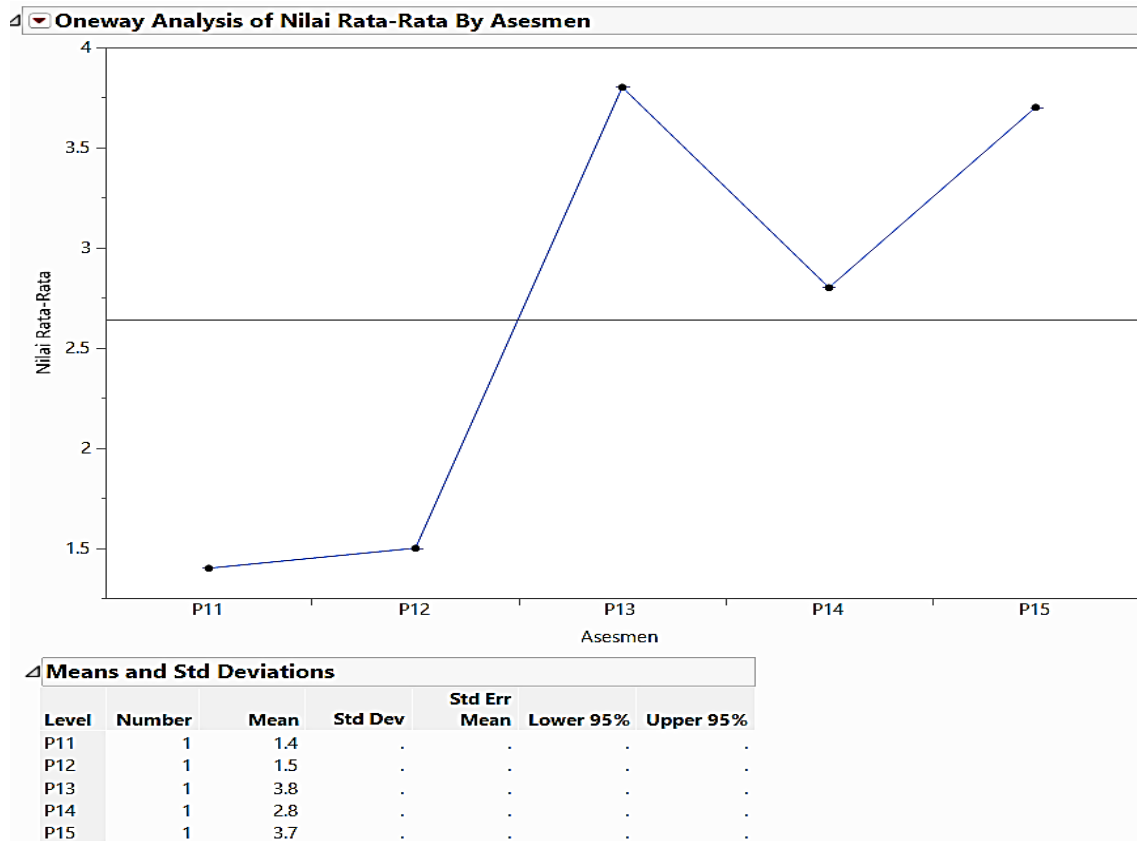 Oneway Analysis of Nilai Rata-Rata By Asesmen
4
3.5
3
2.5
2
1.5
Nilai Rata-Rata
P11 P12 P13 P14 P15
Asesmen
Means and Std Deviations
Std Err
Level Number Mean Std Dev Mean Lower 95% Upper 95%
P11 1 1.4 . . . .
P12 1 1.5 . . . .
P13 1 3.8 . . . .
P14 1 2.8 . . . .
P15 1 3.7 . . . .